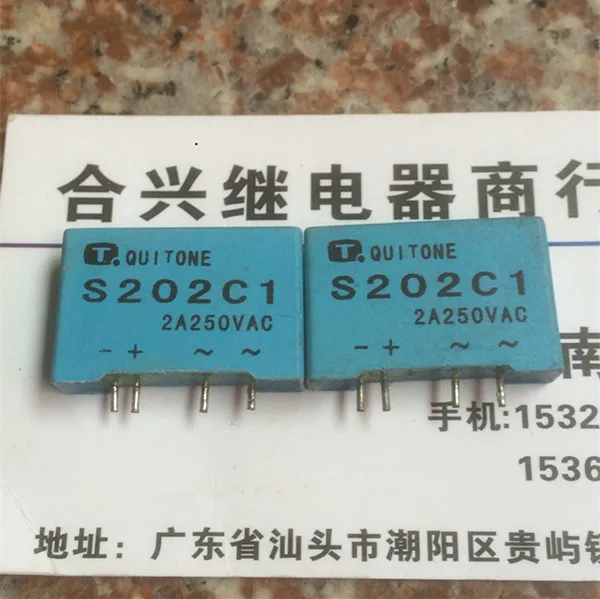 合兴继电器商行
T. QUITONE
S202C1
2A250VAC
- + ~ ~
T. QUITONE
S202C1
2A250VAC
- + ~ ~
南
手机:1532
1536
地址: 广东省汕头市潮阳区贵屿镇